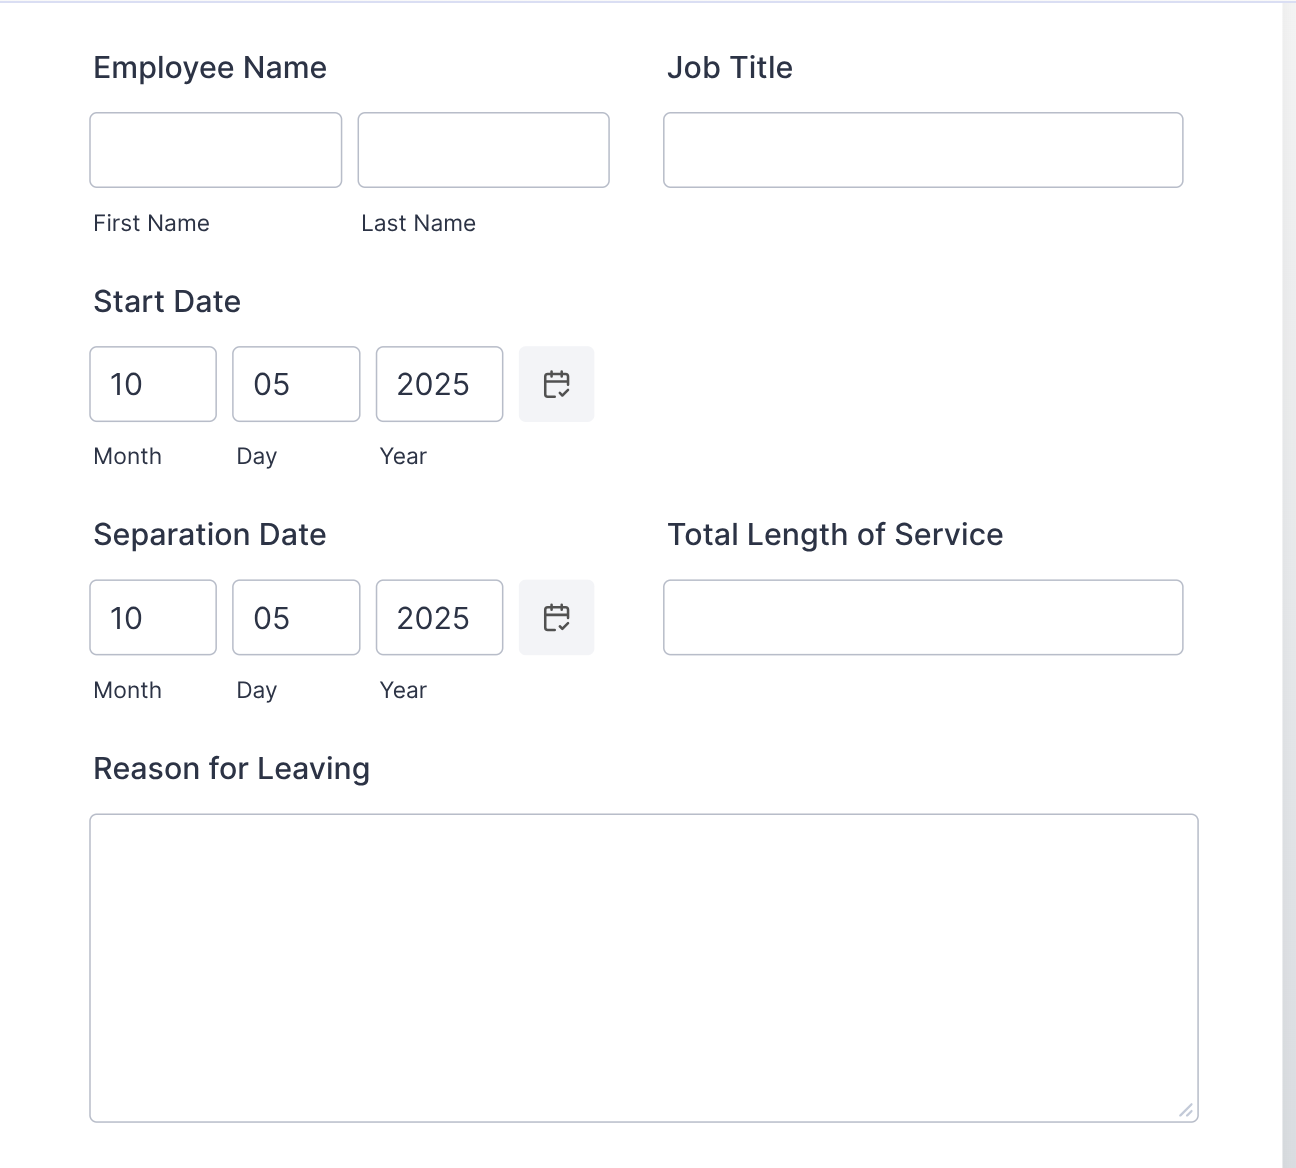 Employee Name
Job Title
First Name
Last Name
Start Date
10
05
2025
Month
Day
Year
Separation Date
Total Length of Service
10
05
2025
Month
Day
Year
Reason for Leaving